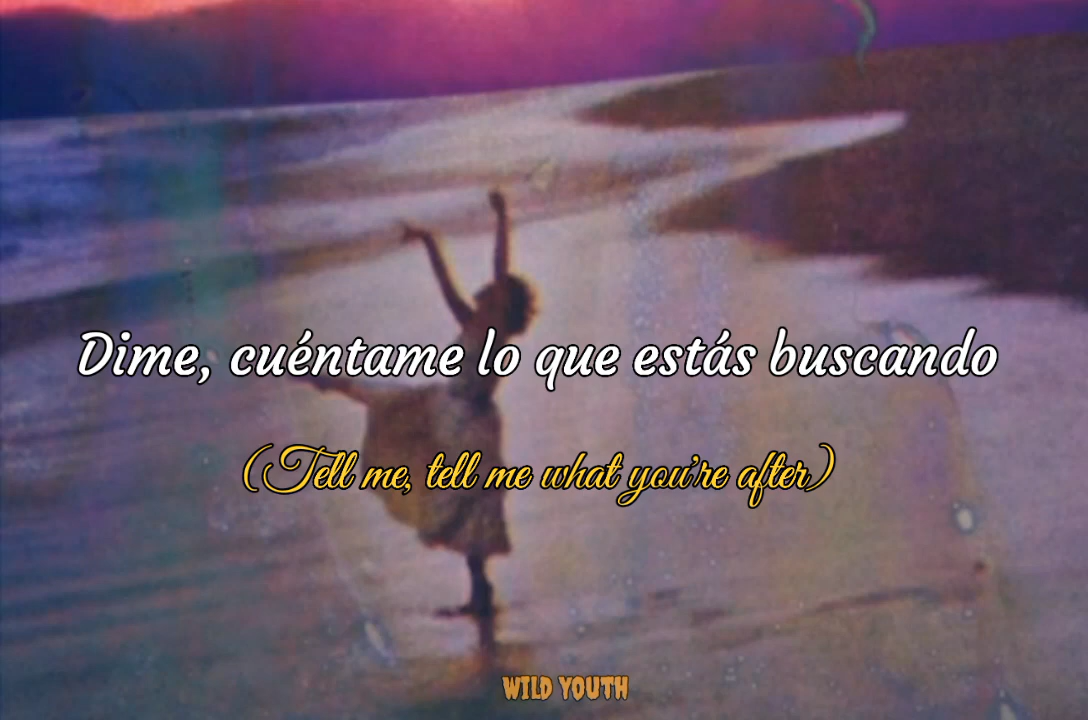 Dime, cuéntame lo que estás buscando
(Tell me, tell me what you're after)
WILD YOUTH